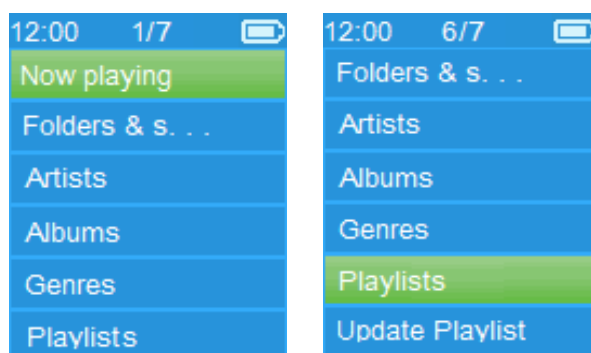 12:00 1/7
Now playing
Folders & s. . .
Artists
Albums
Genres
Playlists
12:00 6/7
Folders & s. . .
Artists
Albums
Genres
Playlists
Update Playlist